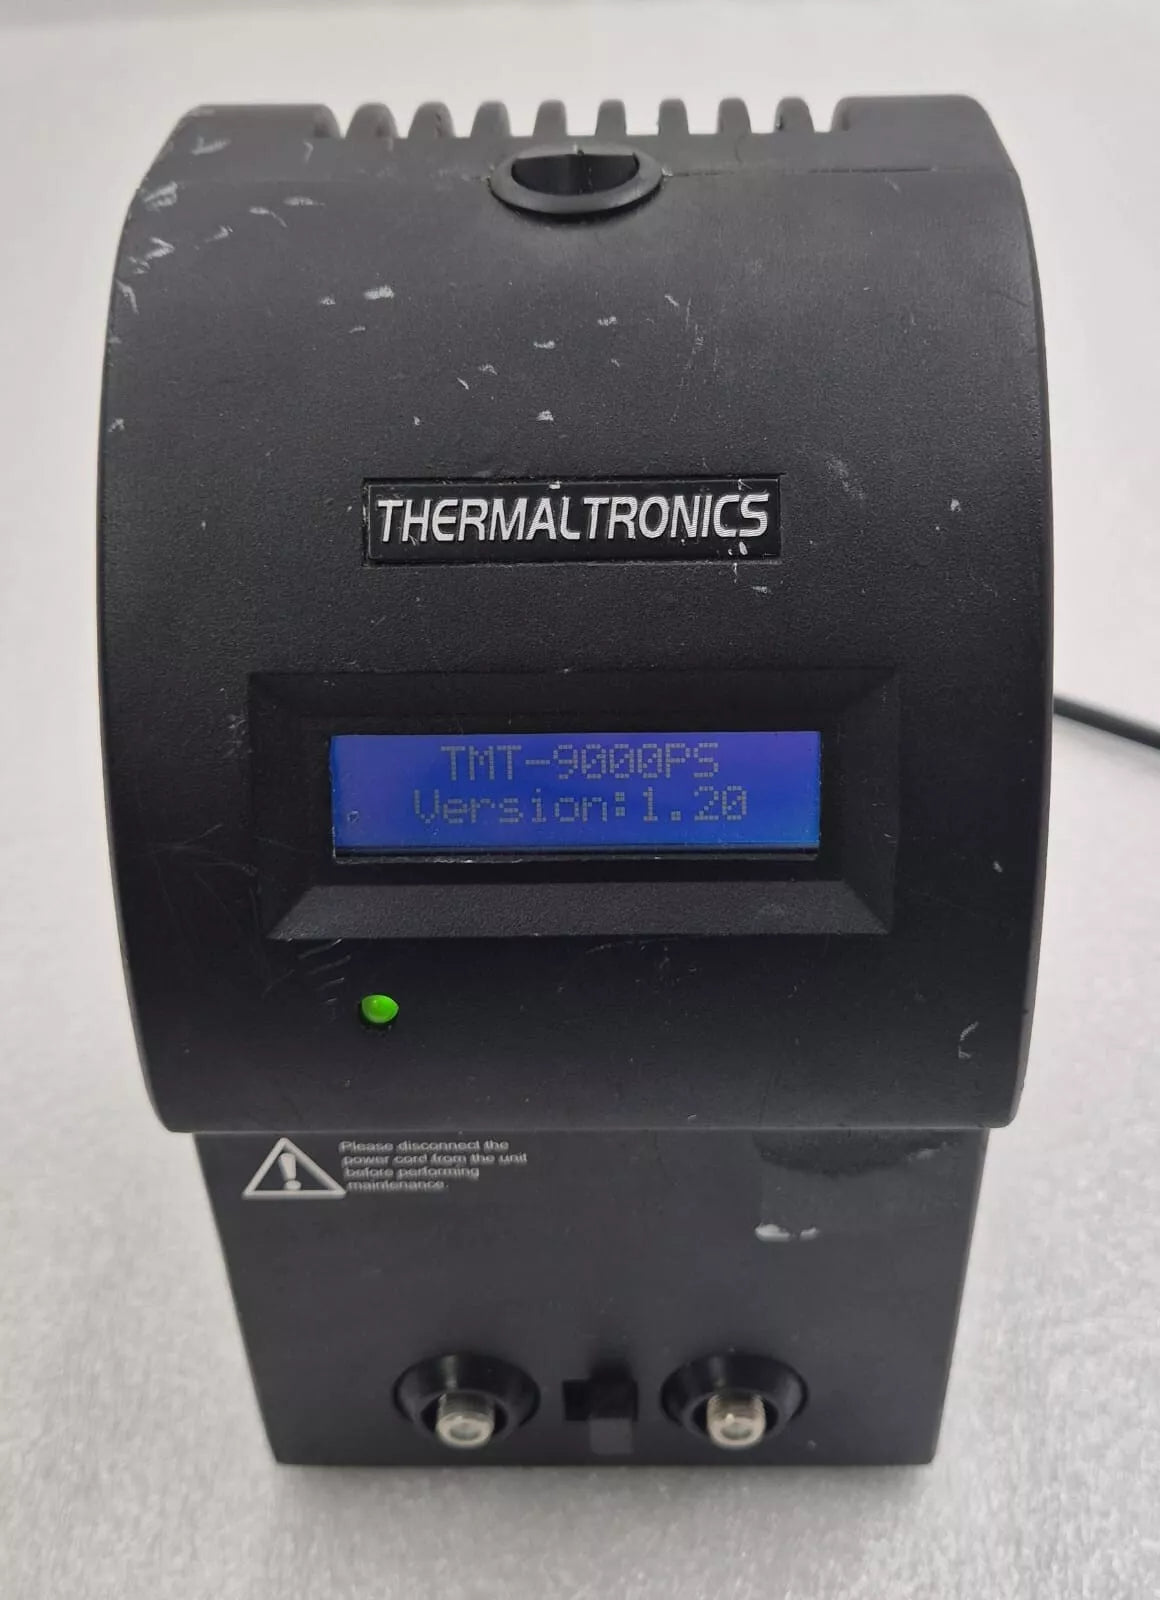 THERMALTRONICS
TMT-9000PS
Version:1.20
Please disconnect the
power cord from the unit
before performing
maintenance.